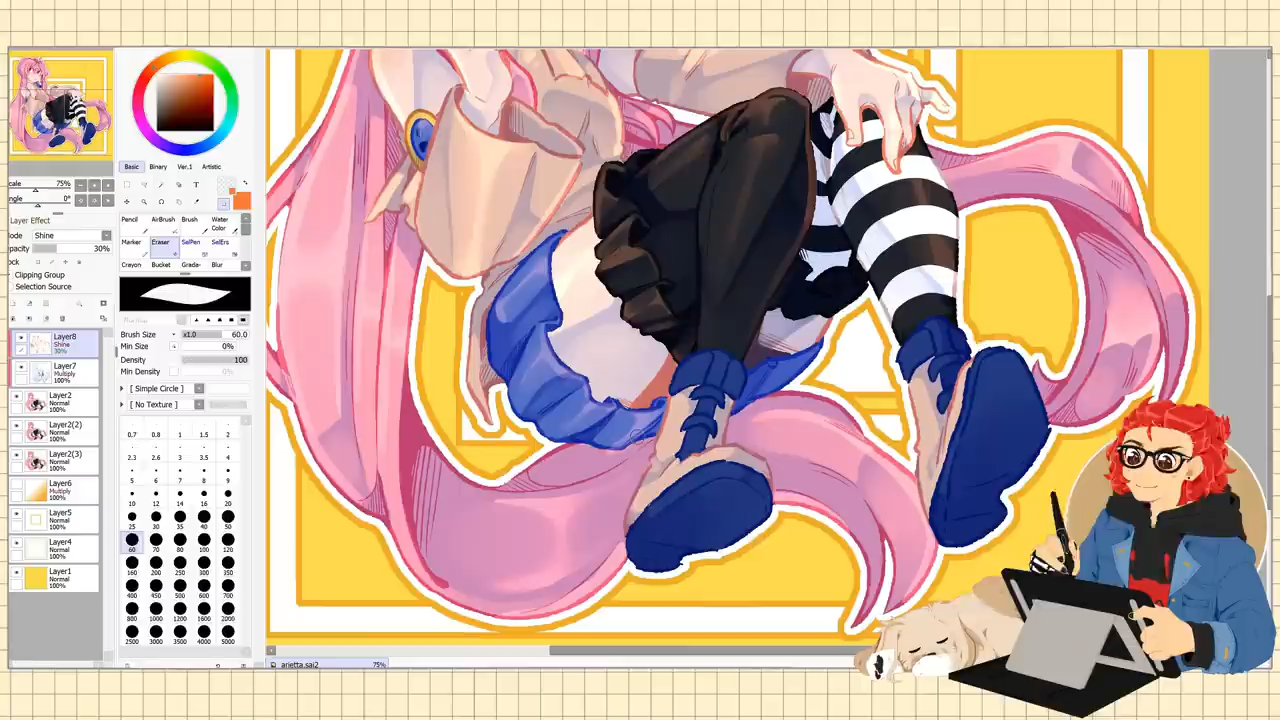 cale 75%
ngle 0°
Layer Effect
ode Shine
pacity 30%
ock
Clipping Group
Selection Source
Layer8
Shine
30%
Layer7
Multiply
100%
Layer2
Normal
100%
Layer2(2)
Normal
100%
Layer2(3)
Normal
100%
Layer6
Multiply
100%
Layer5
Normal
100%
Layer4
Normal
100%
Layer1
Normal
100%
Basic Binary Ver.1 Artistic
T
Pencil AirBrush Brush Water Color
Marker Eraser SelPen SelErs
Crayon Bucket Grada- Blur
Brush Size x1.0 60.0
Min Size 0%
Density 100
Min Density 0%
[ Simple Circle ]
[ No Texture ]
0.7 0.8 1 1.5 2
2.3 2.6 3 3.5 4
5 6 7 8 9
10 12 14 16 20
25 30 35 40 50
60 70 80 100 120
160 200 250 300 350
400 450 500 600 700
800 1000 1200 1600 2000
2500 3000 3500 4000 5000
arietta.sai2 75%